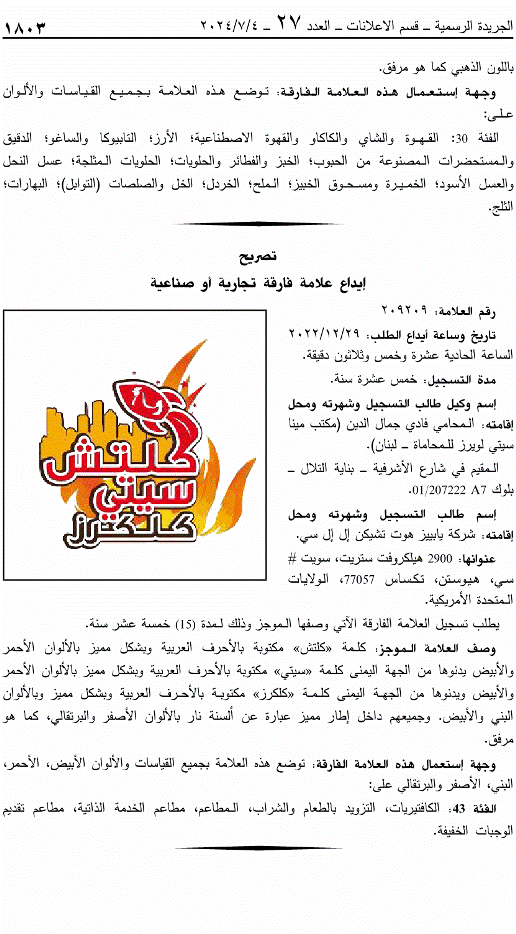 الجريدة الرسمية ــ قسم الاعلانات ــ العدد ٢٧ ــ ٢٠٢٤/٧/٤
١٨٠٣
باللون الذهبي كما هو مرفق.
وجهة إستعمال هذه العلامة الفارقة: توضع هذه العلامة بجميع القياسات والألوان
على:
الفئة 30: القهوة والشاي والكاكاو والقهوة الاصطناعية؛ الأرز؛ التابيوكا والساغو؛ الدقيق
والمستحضرات المصنوعة من الحبوب؛ الخبز والفطائر والحلويات؛ الحلويات المثلجة؛ عسل النحل
والعسل الأسود؛ الخميرة ومسحوق الخبيز؛ الملح؛ الخردل؛ الخل والصلصات (التوابل)؛ البهارات؛
الثلج.
تصريح
إيداع علامة فارقة تجارية أو صناعية
رقم العلامة: ٢٠٩٢٠٩
تاريخ وساعة أيداع الطلب: ٢٠٢٢/١٢/٢٩
الساعة الحادية عشرة وخمس وثلاثون دقيقة.
مدة التسجيل: خمس عشرة سنة.
إسم وكيل طالب التسجيل وشهرته ومحل
إقامته: المحامي فادي جمال الدين (مكتب مينا
سيتي لويرز للمحاماة ــ لبنان).
المقيم في شارع الأشرفية ــ بناية التلال ــ
بلوك A7 01/207222.
إسم طالب التسجيل وشهرته ومحل
إقامته: شركة بابييز هوت تشيكن إل إل سي.
عنوانها: 2900 هيلكروفت ستريت، سويت #
سي، هيوستن، تكساس 77057، الولايات
المتحدة الأمريكية.
كلتش
سيتي
كلكرز
يطلب تسجيل العلامة الفارقة الآتي وصفها الموجز وذلك لمدة (15) خمسة عشر سنة.
وصف العلامة الموجز: كلمة «كلتش» مكتوبة بالأحرف العربية وبشكل مميز بالألوان الأحمر
والأبيض يدنوها من الجهة اليمنى كلمة «سيتي» مكتوبة بالأحرف العربية وبشكل مميز بالألوان الأحمر
والأبيض ويدنوها من الجهة اليمنى كلمة «كلكرز» مكتوبة بالأحرف العربية وبشكل مميز وبالألوان
البني والأبيض. وجميعهم داخل إطار مميز عبارة عن ألسنة نار بالألوان الأصفر والبرتقالي، كما هو
مرفق.
وجهة إستعمال هذه العلامة الفارقة: توضع هذه العلامة بجميع القياسات والألوان الأبيض، الأحمر،
البني، الأصفر والبرتقالي على:
الفئة 43: الكافتيريات، التزويد بالطعام والشراب، المطاعم، مطاعم الخدمة الذاتية، مطاعم تقديم
الوجبات الخفيفة.